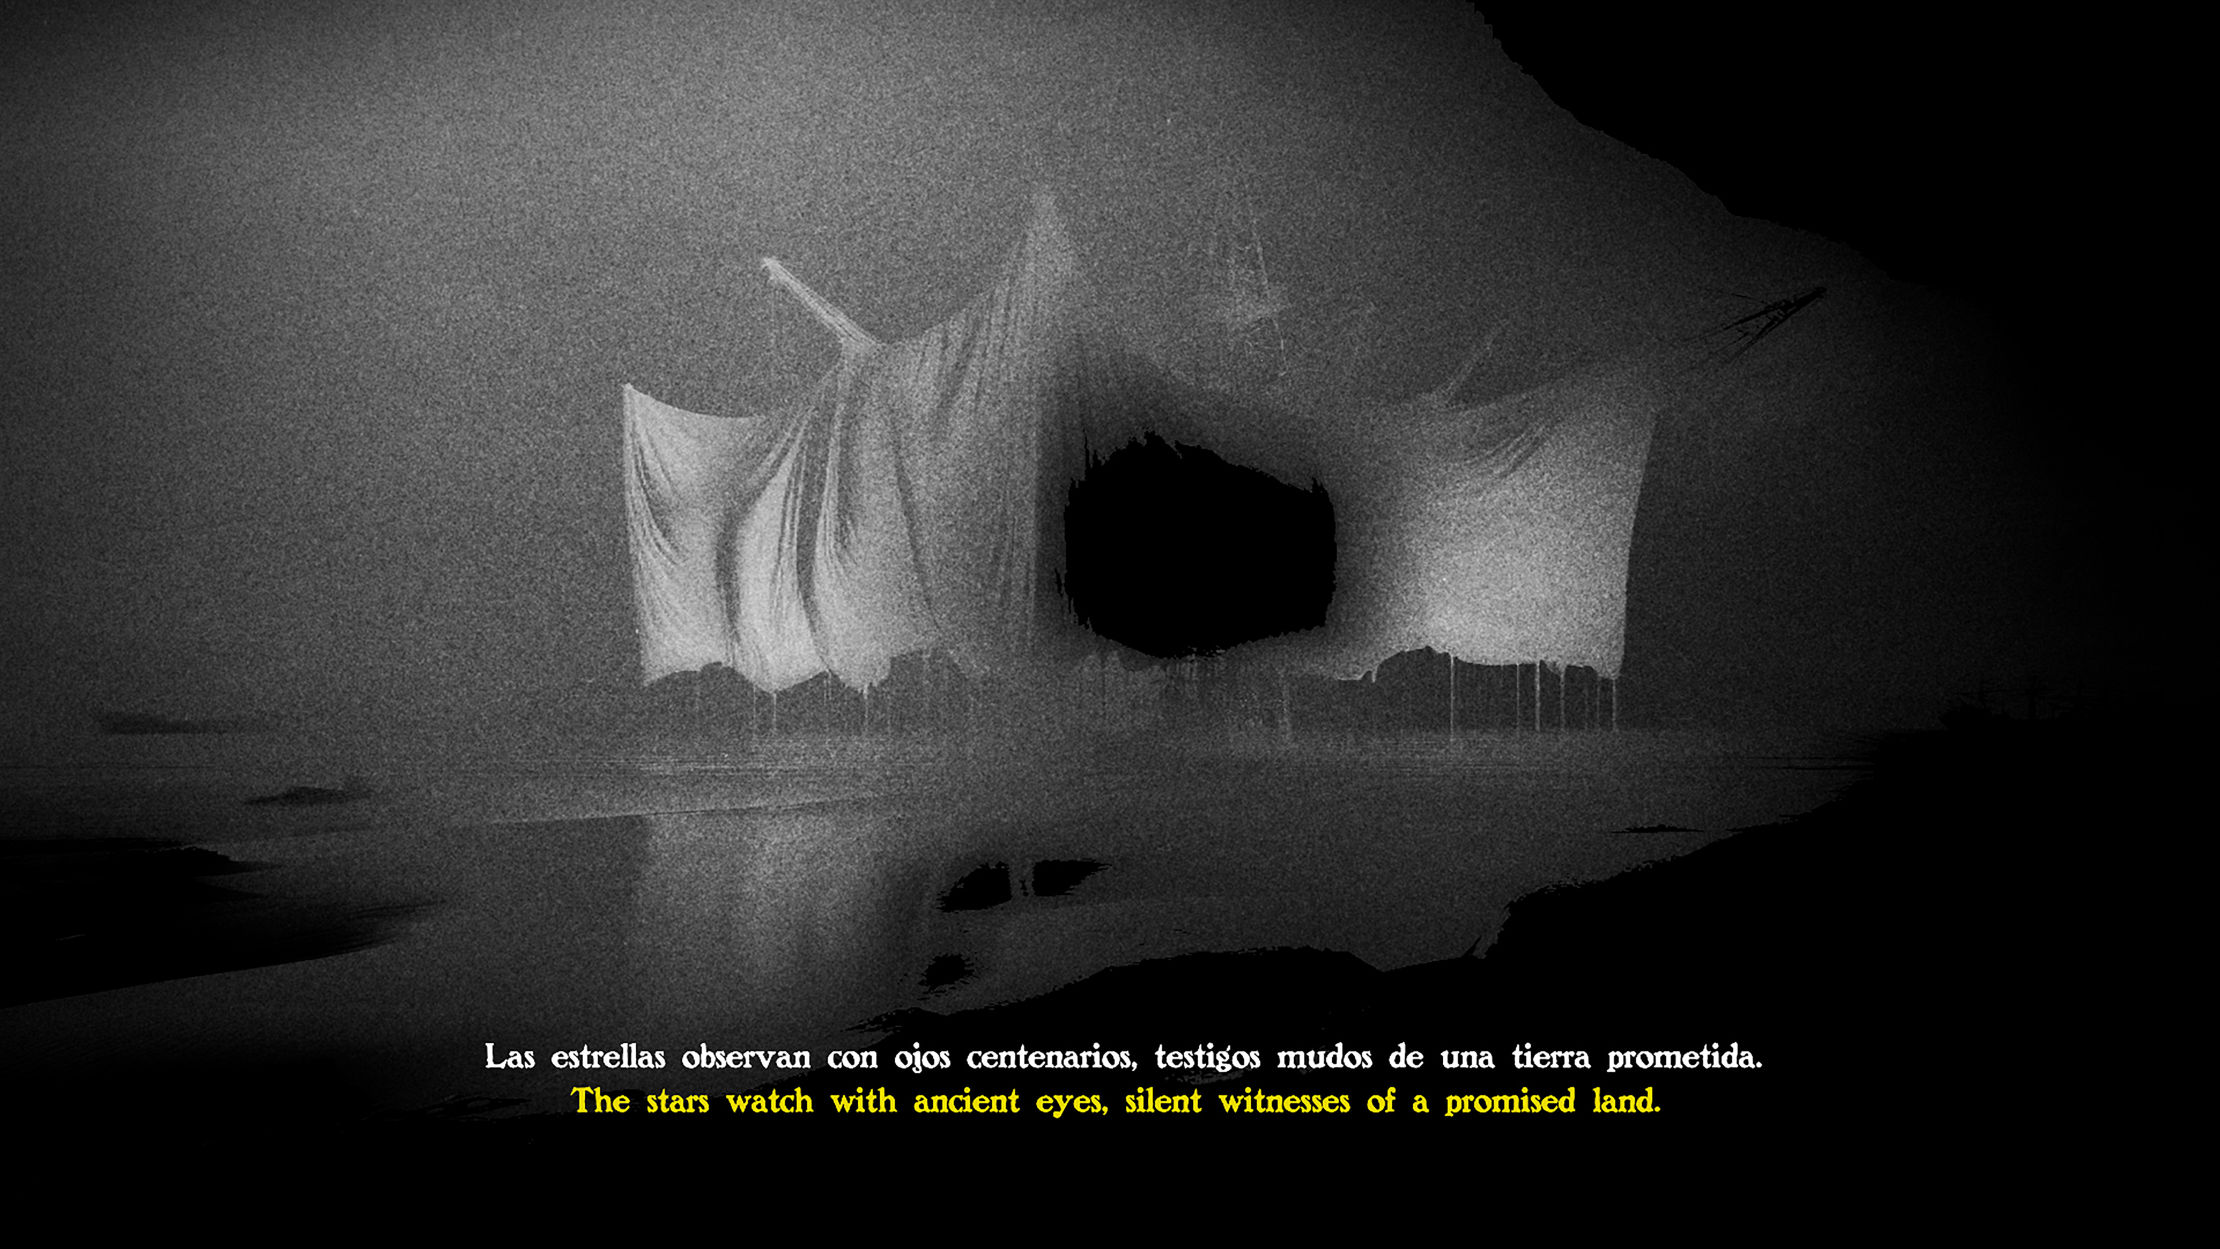 Las estrellas observan con ojos centenarios, testigos mudos de una tierra prometida.
The stars watch with ancient eyes, silent witnesses of a promised land.